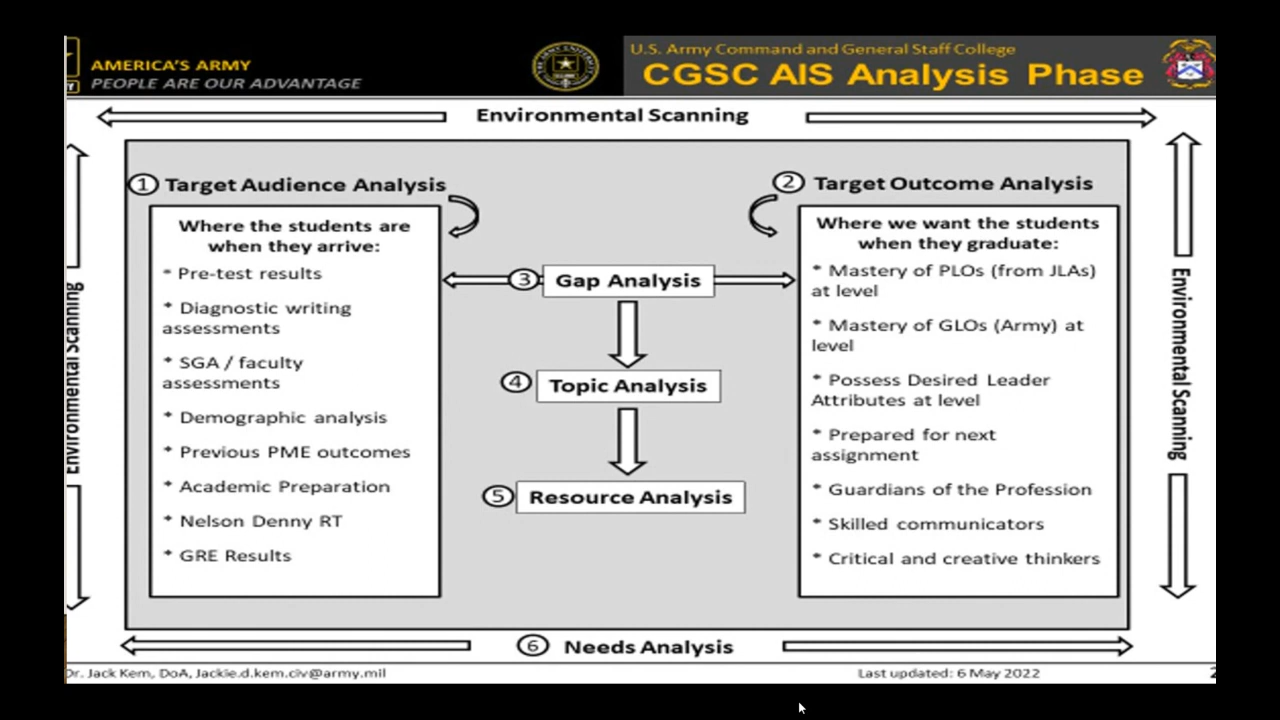 AMERICA'S ARMY
PEOPLE ARE OUR ADVANTAGE
U.S. Army Command and General Staff College
CGSC AIS Analysis Phase
Environmental Scanning
Environmental Scanning
Environmental Scanning
1 Target Audience Analysis
Where the students are
when they arrive:
* Pre-test results
* Diagnostic writing
assessments
* SGA / faculty
assessments
* Demographic analysis
* Previous PME outcomes
* Academic Preparation
* Nelson Denny RT
* GRE Results
3 Gap Analysis
4 Topic Analysis
5 Resource Analysis
2 Target Outcome Analysis
Where we want the students
when they graduate:
* Mastery of PLOs (from JLAs)
at level
* Mastery of GLOs (Army) at
level
* Possess Desired Leader
Attributes at level
* Prepared for next
assignment
* Guardians of the Profession
* Skilled communicators
* Critical and creative thinkers
6 Needs Analysis
Dr. Jack Kem, DoA, Jackie.d.kem.civ@army.mil
Last updated: 6 May 2022
2